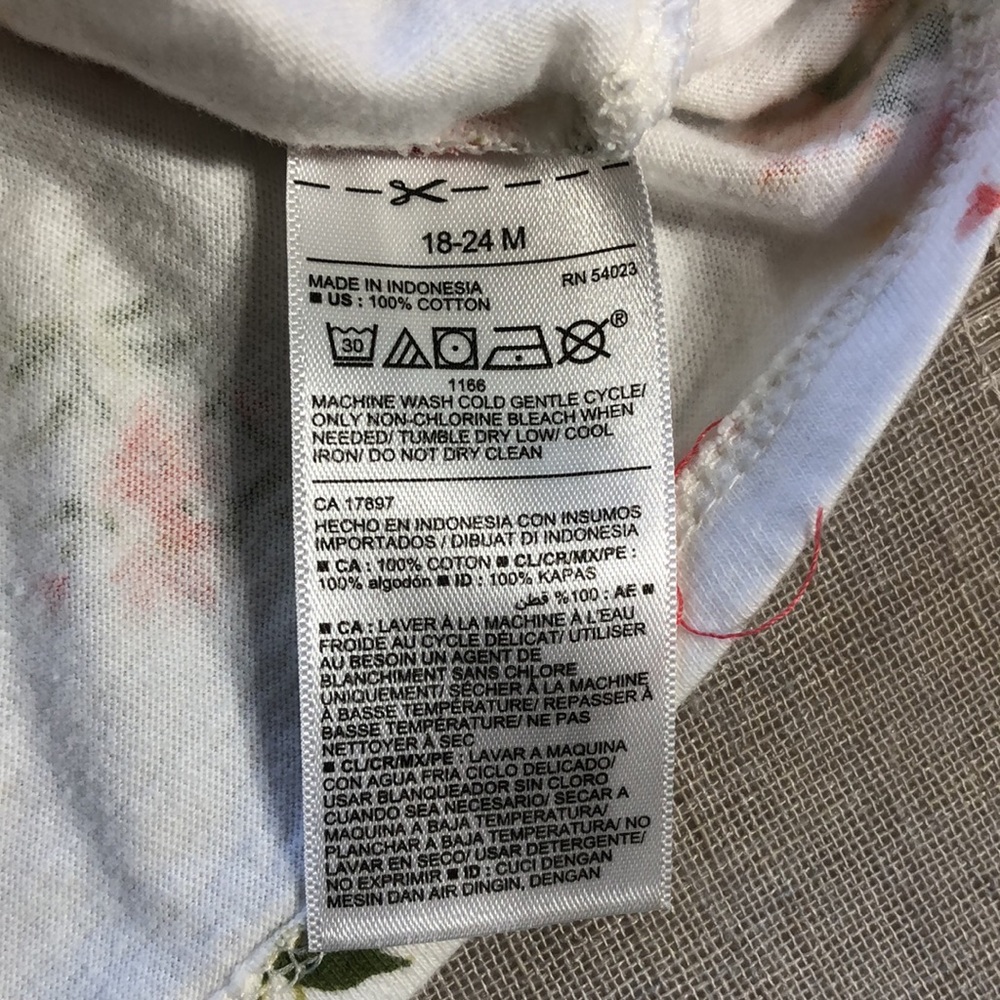 18-24 M
MADE IN INDONESIA RN 54023
■ US : 100% COTTON
30 ®
1166
MACHINE WASH COLD GENTLE CYCLE/
ONLY NON-CHLORINE BLEACH WHEN
NEEDED/ TUMBLE DRY LOW/ COOL
IRON/ DO NOT DRY CLEAN
CA 17897
HECHO EN INDONESIA CON INSUMOS
IMPORTADOS / DIBUAT DI INDONESIA
■ CA : 100% COTON ■ CL/CR/MX/PE :
100% algodón ■ ID : 100% KAPAS
■ AE : 100% قطن
■ CA : LAVER À LA MACHINE À L'EAU
FROIDE AU CYCLE DÉLICAT/ UTILISER
AU BESOIN UN AGENT DE
BLANCHIMENT SANS CHLORE
UNIQUEMENT/ SÉCHER À LA MACHINE
À BASSE TEMPÉRATURE/ REPASSER À
BASSE TEMPÉRATURE/ NE PAS
NETTOYER À SEC
■ CL/CR/MX/PE : LAVAR A MAQUINA
CON AGUA FRIA CICLO DELICADO/
USAR BLANQUEADOR SIN CLORO
CUANDO SEA NECESARIO/ SECAR A
MAQUINA A BAJA TEMPERATURA/
PLANCHAR A BAJA TEMPERATURA/ NO
LAVAR EN SECO/ USAR DETERGENTE/
NO EXPRIMIR ■ ID : CUCI DENGAN
MESIN DAN AIR DINGIN, DENGAN